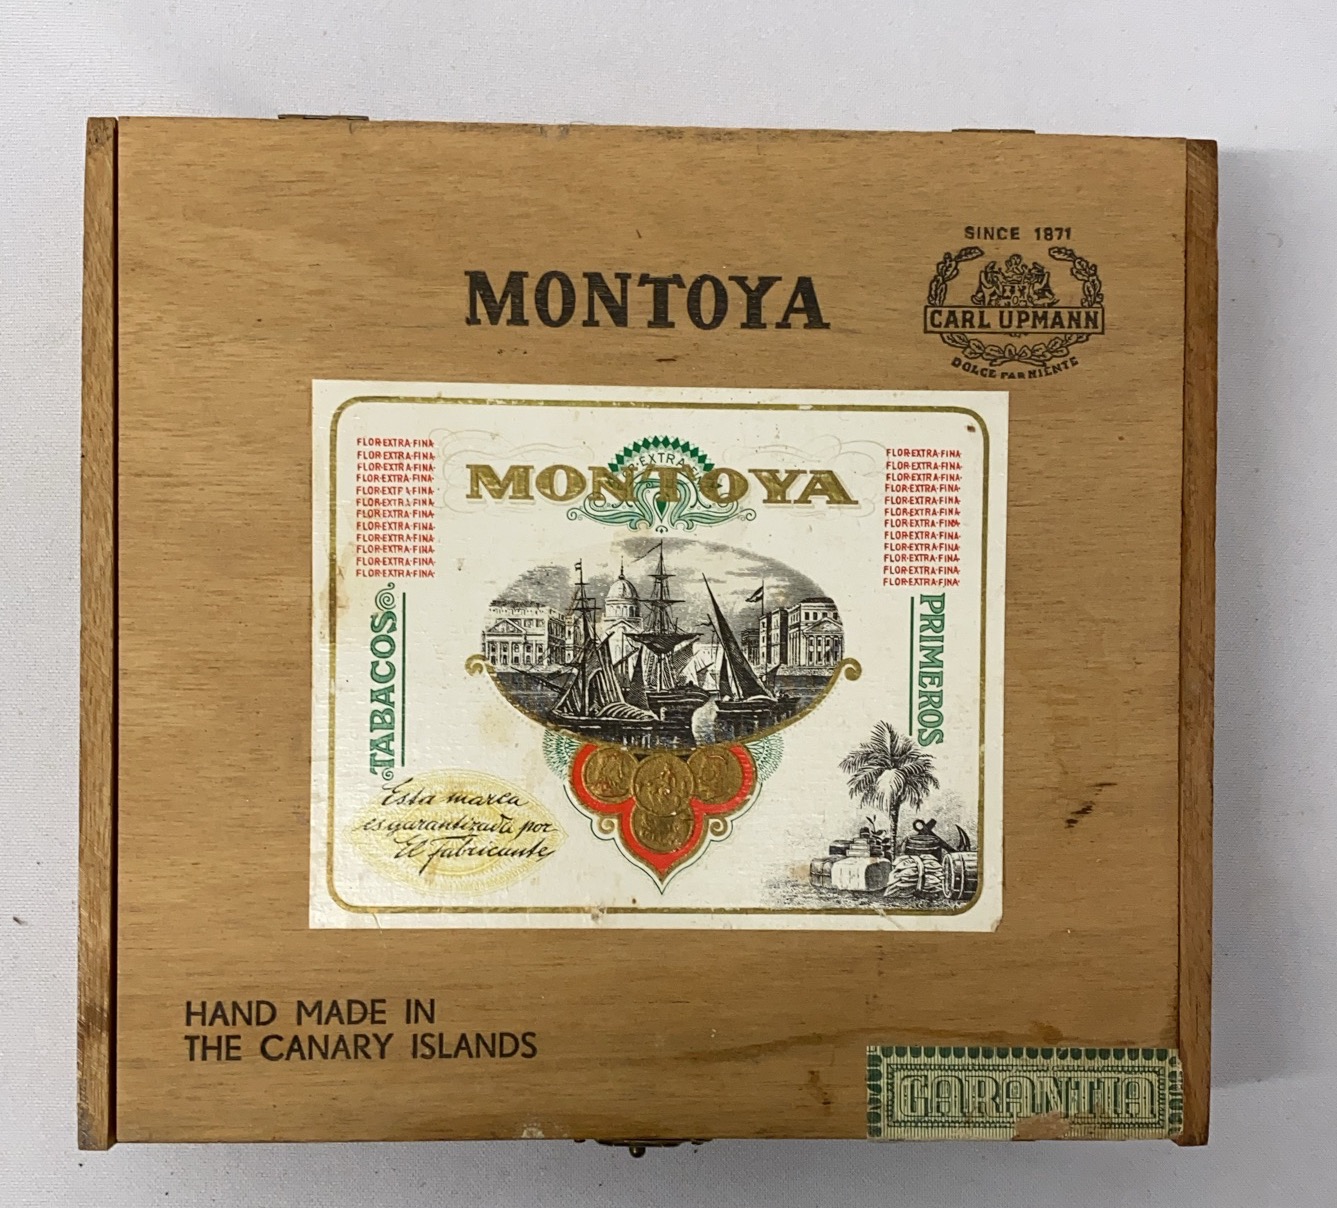 SINCE 1871
MONTOYA
CARL UPMANN
DOLCE FAR NIENTE
FLOR-EXTRA-FINA
FLOR-EXTRA-FINA
FLOR-EXTRA-FINA
FLOR-EXTRA-FINA
FLOR-EXTRA-FINA
FLOR-EXTRA-FINA
FLOR-EXTRA-FINA
FLOR-EXTRA-FINA
FLOR-EXTRA-FINA
FLOR-EXTRA-FINA
FLOR-EXTRA-FINA
FLOR-EXTRA-FINA
EXTRA
MONTOYA
FLOR-EXTRA-FINA
FLOR-EXTRA-FINA
FLOR-EXTRA-FINA
FLOR-EXTRA-FINA
FLOR-EXTRA-FINA
FLOR-EXTRA-FINA
FLOR-EXTRA-FINA
FLOR-EXTRA-FINA
FLOR-EXTRA-FINA
FLOR-EXTRA-FINA
FLOR-EXTRA-FINA
FLOR-EXTRA-FINA
TABACOS
PRIMEROS
Esta marca
es garantizada por
El fabricante
HAND MADE IN
THE CANARY ISLANDS
GARANTIA